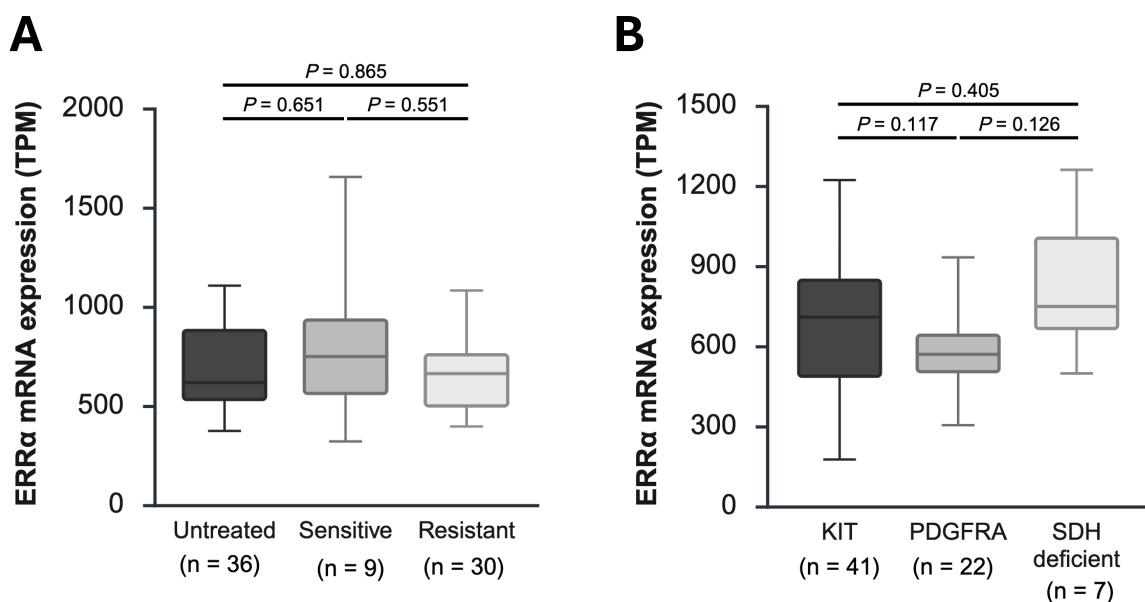 A
P = 0.865
P = 0.651
P = 0.551
ERRα mRNA expression (TPM)
2000
1500
1000
500
0
Untreated
(n = 36)
Sensitive
(n = 9)
Resistant
(n = 30)
B
P = 0.405
P = 0.117
P = 0.126
ERRα mRNA expression (TPM)
1500
1200
900
600
300
0
KIT
(n = 41)
PDGFRA
(n = 22)
SDH
deficient
(n = 7)